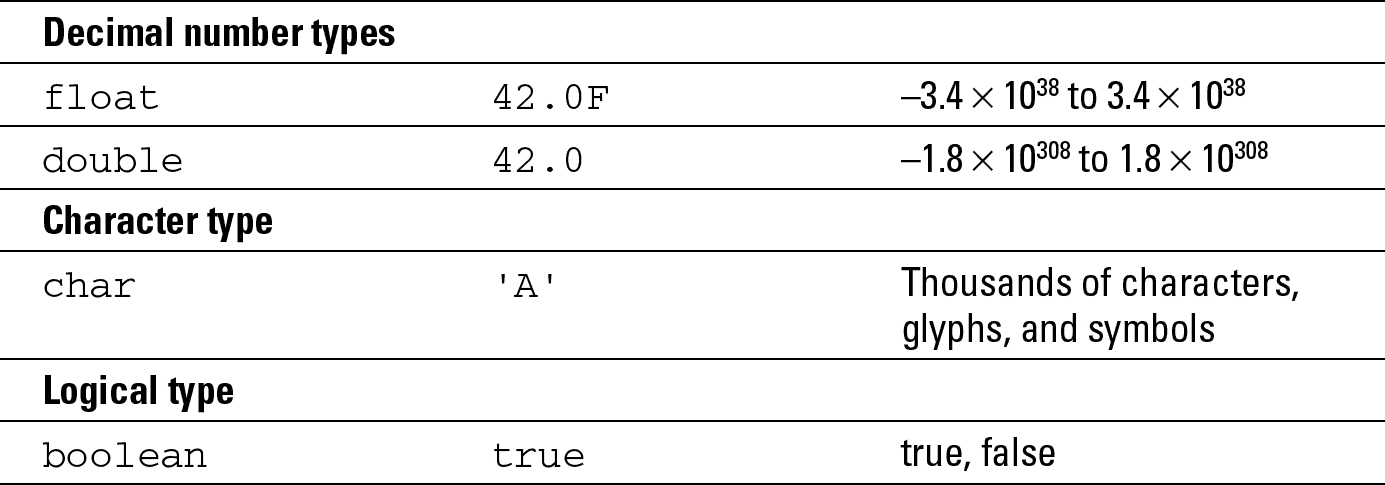 Decimal number types
float 42.0F –3.4 × 10³⁸ to 3.4 × 10³⁸
double 42.0 –1.8 × 10³⁰⁸ to 1.8 × 10³⁰⁸
Character type
char 'A' Thousands of characters,
glyphs, and symbols
Logical type
boolean true true, false